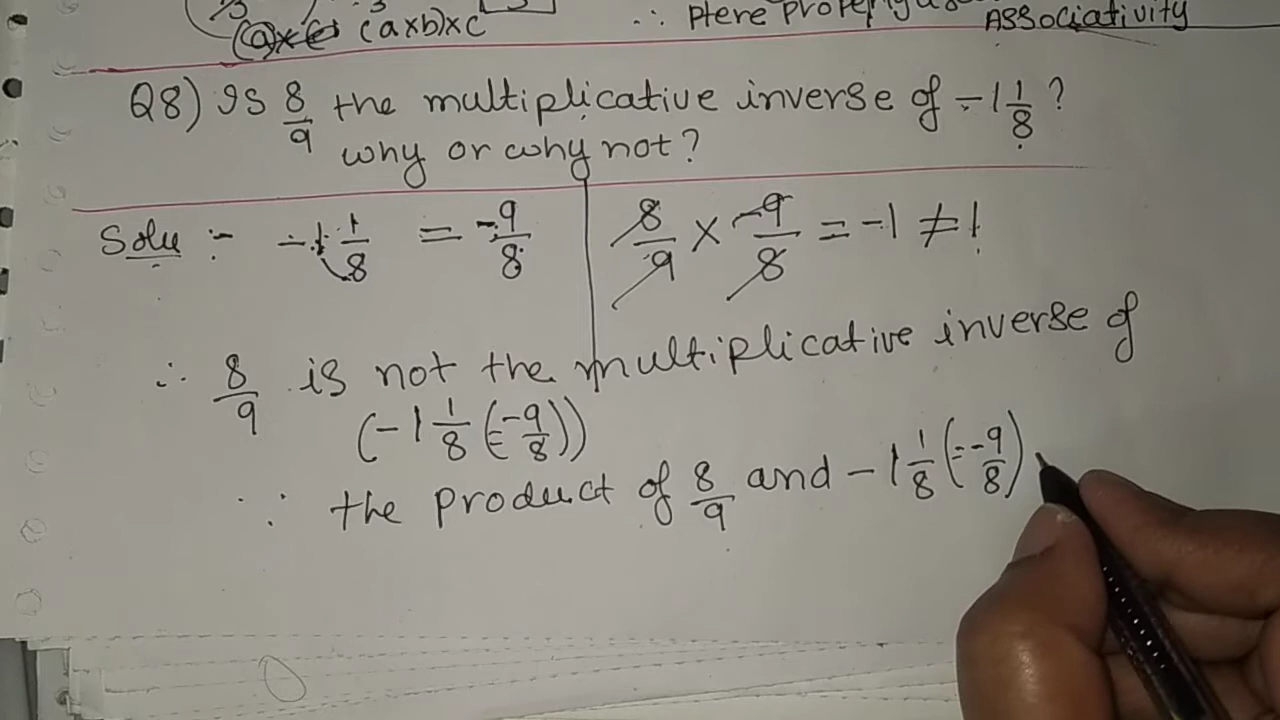 (a×b)×c ∴ Here Property
ASSociativity
Q8) Is 8/9 the multiplicative inverse of -1 1/8 ?
why or why not?
Solu :- -1 1/8 = -9/8 | 8/9 × -9/8 = -1 ≠ 1
∴ 8/9 is not the multiplicative inverse of
(-1 1/8 (= -9/8))
∵ the product of 8/9 and -1 1/8 (= -9/8)